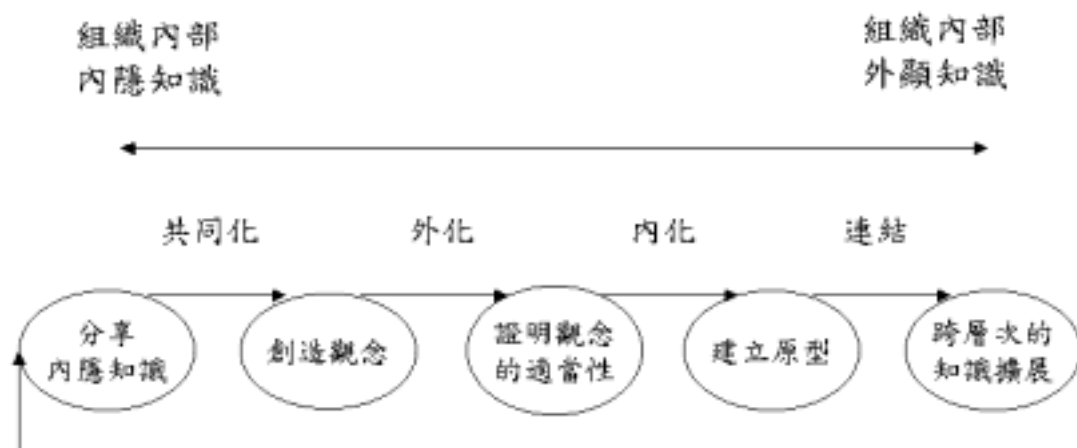 組織內部
內隱知識
組織內部
外顯知識
共同化
外化
內化
連結
分享
內隱知識
創造觀念
證明觀念
的適當性
建立原型
跨層次的
知識擴展